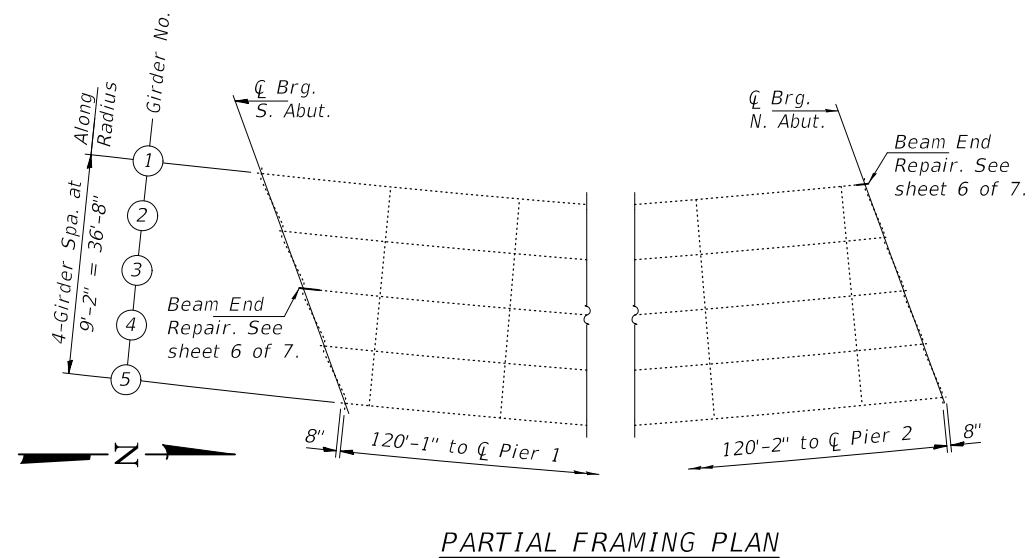 Girder No.
Along
Radius
4-Girder Spa. at
9'-2" = 36'-8"
1
2
3
4
5
℄ Brg.
S. Abut.
Beam End
Repair. See
sheet 6 of 7.
℄ Brg.
N. Abut.
Beam End
Repair. See
sheet 6 of 7.
8"
120'-1" to ℄ Pier 1
120'-2" to ℄ Pier 2
8"
N
PARTIAL FRAMING PLAN